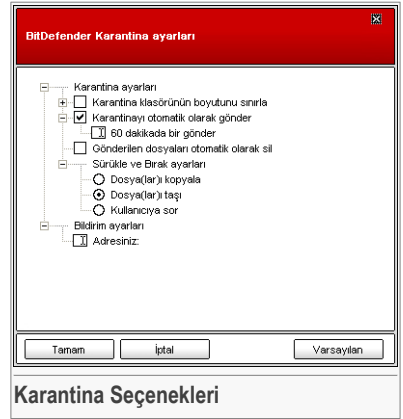 BitDefender Karantina ayarları
Karantina ayarları
Karantina klasörünün boyutunu sınırla
Karantinayı otomatik olarak gönder
60 dakikada bir gönder
Gönderilen dosyaları otomatik olarak sil
Sürükle ve Bırak ayarları
Dosya(lar)ı kopyala
Dosya(lar)ı taşı
Kullanıcıya sor
Bildirim ayarları
Adresiniz:
Tamam İptal Varsayılan
Karantina Seçenekleri